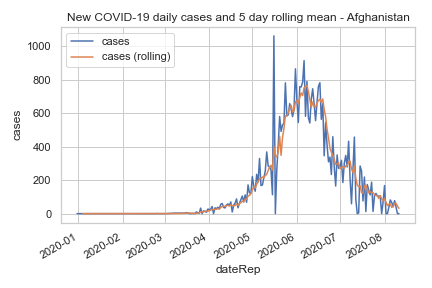 New COVID-19 daily cases and 5 day rolling mean - Afghanistan
cases
cases (rolling)
1000
800
600
400
200
0
cases
2020-01
2020-02
2020-03
2020-04
2020-05
2020-06
2020-07
2020-08
dateRep